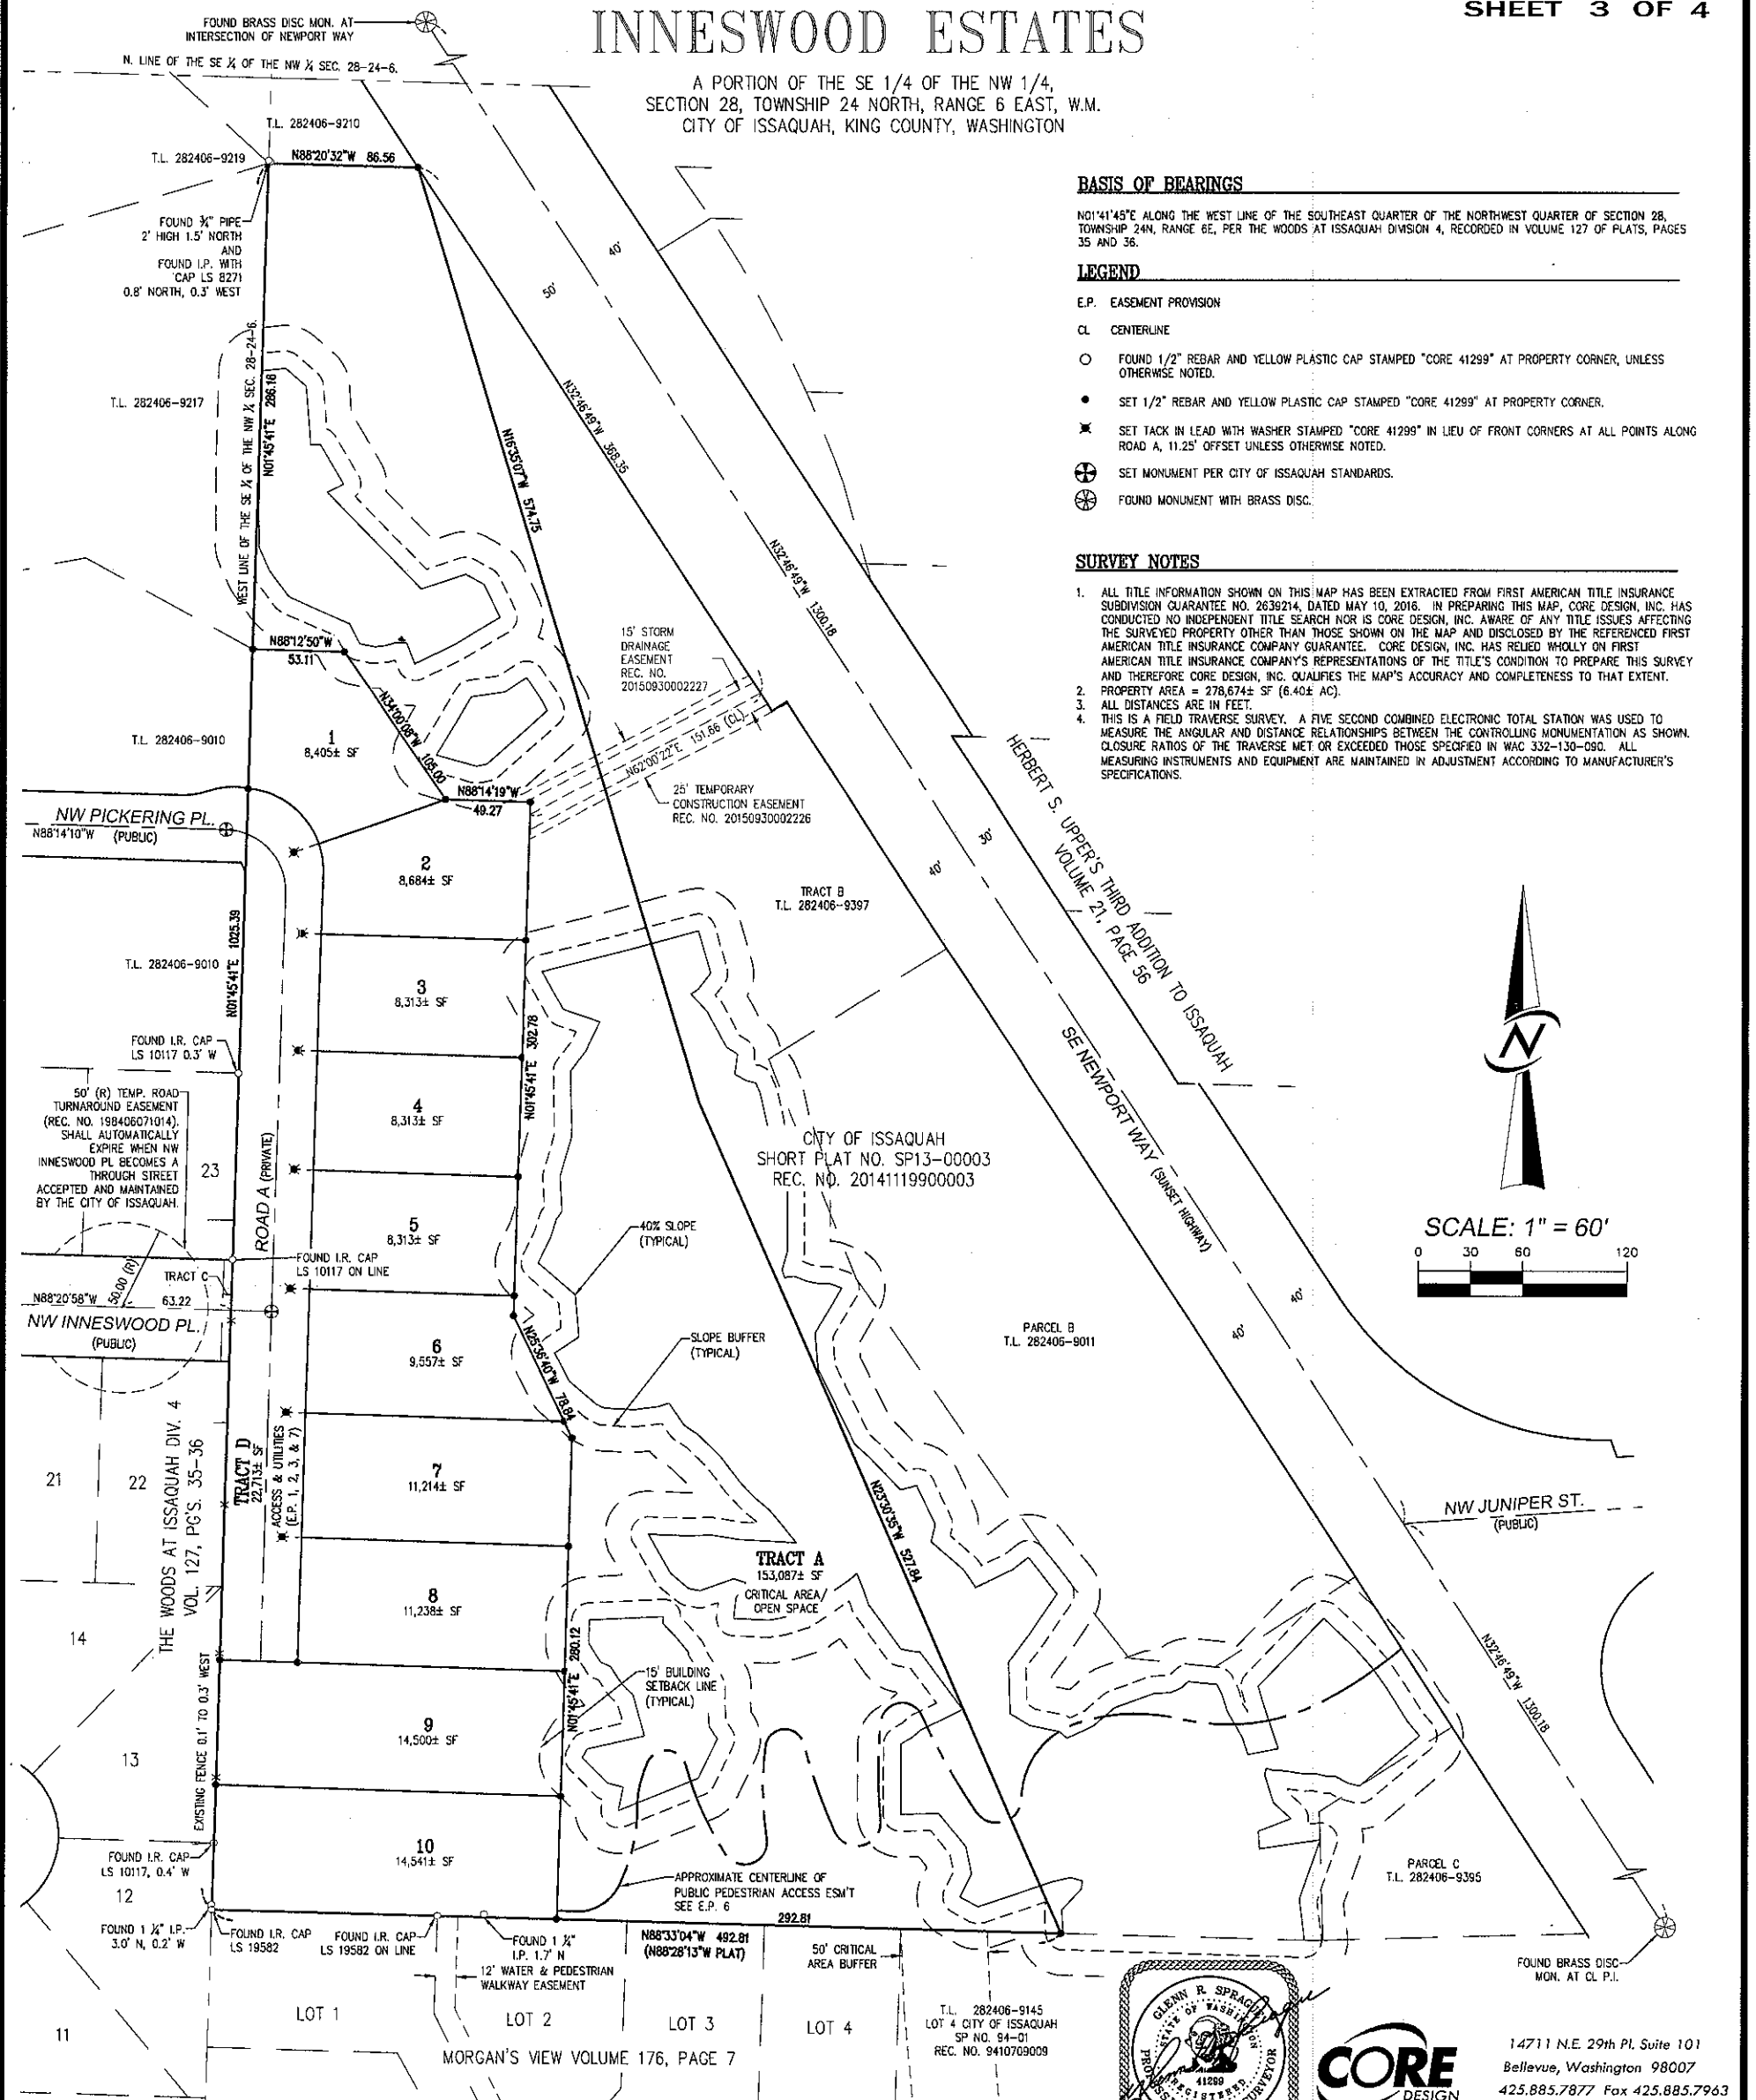 SHEET 3 OF 4
INNESWOOD ESTATES
A PORTION OF THE SE 1/4 OF THE NW 1/4,
SECTION 28, TOWNSHIP 24 NORTH, RANGE 6 EAST, W.M.
CITY OF ISSAQUAH, KING COUNTY, WASHINGTON
FOUND BRASS DISC MON. AT
INTERSECTION OF NEWPORT WAY
N. LINE OF THE SE ¼ OF THE NW ¼ SEC. 28-24-6.
T.L. 282406-9210
T.L. 282406-9219
N88°20'32"W 86.56
FOUND ¾" PIPE
2' HIGH 1.5' NORTH
AND
FOUND I.P. WITH
CAP LS 8271
0.8' NORTH, 0.3' WEST
WEST LINE OF THE SE ¼ OF THE NW ¼ SEC. 28-24-6.
N01°45'41"E 286.16
T.L. 282406-9217
40'
50'
N32°46'49"W 368.35
N16°35'07"W 574.75
N32°46'49"W 1300.18
BASIS OF BEARINGS
N01°41'45"E ALONG THE WEST LINE OF THE SOUTHEAST QUARTER OF THE NORTHWEST QUARTER OF SECTION 28,
TOWNSHIP 24N, RANGE 6E, PER THE WOODS AT ISSAQUAH DIVISION 4, RECORDED IN VOLUME 127 OF PLATS, PAGES
35 AND 36.
LEGEND
E.P. EASEMENT PROVISION
CL CENTERLINE
FOUND 1/2" REBAR AND YELLOW PLASTIC CAP STAMPED "CORE 41299" AT PROPERTY CORNER, UNLESS
OTHERWISE NOTED.
SET 1/2" REBAR AND YELLOW PLASTIC CAP STAMPED "CORE 41299" AT PROPERTY CORNER.
SET TACK IN LEAD WITH WASHER STAMPED "CORE 41299" IN LIEU OF FRONT CORNERS AT ALL POINTS ALONG
ROAD A, 11.25' OFFSET UNLESS OTHERWISE NOTED.
SET MONUMENT PER CITY OF ISSAQUAH STANDARDS.
FOUND MONUMENT WITH BRASS DISC.
SURVEY NOTES
1. ALL TITLE INFORMATION SHOWN ON THIS MAP HAS BEEN EXTRACTED FROM FIRST AMERICAN TITLE INSURANCE
SUBDIVISION GUARANTEE NO. 2639214, DATED MAY 10, 2016. IN PREPARING THIS MAP, CORE DESIGN, INC. HAS
CONDUCTED NO INDEPENDENT TITLE SEARCH NOR IS CORE DESIGN, INC. AWARE OF ANY TITLE ISSUES AFFECTING
THE SURVEYED PROPERTY OTHER THAN THOSE SHOWN ON THE MAP AND DISCLOSED BY THE REFERENCED FIRST
AMERICAN TITLE INSURANCE COMPANY GUARANTEE. CORE DESIGN, INC. HAS RELIED WHOLLY ON FIRST
AMERICAN TITLE INSURANCE COMPANY'S REPRESENTATIONS OF THE TITLE'S CONDITION TO PREPARE THIS SURVEY
AND THEREFORE CORE DESIGN, INC. QUALIFIES THE MAP'S ACCURACY AND COMPLETENESS TO THAT EXTENT.
2. PROPERTY AREA = 278,674± SF (6.40± AC).
3. ALL DISTANCES ARE IN FEET.
4. THIS IS A FIELD TRAVERSE SURVEY. A FIVE SECOND COMBINED ELECTRONIC TOTAL STATION WAS USED TO
MEASURE THE ANGULAR AND DISTANCE RELATIONSHIPS BETWEEN THE CONTROLLING MONUMENTATION AS SHOWN.
CLOSURE RATIOS OF THE TRAVERSE MET OR EXCEEDED THOSE SPECIFIED IN WAC 332-130-090. ALL
MEASURING INSTRUMENTS AND EQUIPMENT ARE MAINTAINED IN ADJUSTMENT ACCORDING TO MANUFACTURER'S
SPECIFICATIONS.
N88°12'50"W
53.11
N34°00'08"W 105.00
15' STORM
DRAINAGE
EASEMENT
REC. NO.
20150930002227
N62°00'22"E 151.66 (CL)
25' TEMPORARY
CONSTRUCTION EASEMENT
REC. NO. 20150930002226
T.L. 282406-9010
1
8,405± SF
N88°14'19"W
49.27
NW PICKERING PL.
N88°14'10"W (PUBLIC)
2
8,684± SF
TRACT B
T.L. 282406-9397
30'
40'
HERBERT S. UPPER'S THIRD ADDITION TO ISSAQUAH
VOLUME 21, PAGE 56
N01°45'41"E 1025.39
T.L. 282406-9010
3
8,313± SF
N01°45'41"E 302.78
FOUND I.R. CAP
LS 10117 0.3' W
4
8,313± SF
50' (R) TEMP. ROAD
TURNAROUND EASEMENT
(REC. NO. 198406071014).
SHALL AUTOMATICALLY
EXPIRE WHEN NW
INNESWOOD PL BECOMES A
THROUGH STREET
ACCEPTED AND MAINTAINED
BY THE CITY OF ISSAQUAH.
23
ROAD A (PRIVATE)
CITY OF ISSAQUAH
SHORT PLAT NO. SP13-00003
REC. NO. 20141119900003
SE NEWPORT WAY (SUNSET HIGHWAY)
N
SCALE: 1" = 60'
0 30 60 120
5
8,313± SF
40% SLOPE
(TYPICAL)
FOUND I.R. CAP
LS 10117 ON LINE
50.00 (R)
TRACT C
N88°20'58"W 63.22
NW INNESWOOD PL.
(PUBLIC)
6
9,557± SF
N25°36'40"W 78.84
SLOPE BUFFER
(TYPICAL)
PARCEL B
T.L. 282406-9011
40'
40'
THE WOODS AT ISSAQUAH DIV. 4
VOL. 127, PG'S. 35-36
21
22
TRACT D
22,713± SF
ACCESS & UTILITIES
(E.P. 1, 2, 3, & 7)
7
11,214± SF
N23°30'35"W 527.84
NW JUNIPER ST.
(PUBLIC)
TRACT A
153,087± SF
CRITICAL AREA/
OPEN SPACE
8
11,238± SF
14
N01°45'41"E 280.12
15' BUILDING
SETBACK LINE
(TYPICAL)
N32°46'49"W 1300.18
EXISTING FENCE 0.1' TO 0.3' WEST
9
14,500± SF
13
10
14,541± SF
FOUND I.R. CAP
LS 10117, 0.4' W
12
APPROXIMATE CENTERLINE OF
PUBLIC PEDESTRIAN ACCESS ESM'T
SEE E.P. 6
PARCEL C
T.L. 282406-9395
FOUND 1 ¼" I.P.
3.0' N, 0.2' W
FOUND I.R. CAP
LS 19582
FOUND I.R. CAP
LS 19582 ON LINE
FOUND 1 ¼"
I.P. 1.7' N
12' WATER & PEDESTRIAN
WALKWAY EASEMENT
292.81
N88°33'04"W 492.81
(N88°28'13"W PLAT)
50' CRITICAL
AREA BUFFER
FOUND BRASS DISC
MON. AT CL P.I.
11
LOT 1
LOT 2
LOT 3
LOT 4
T.L. 282406-9145
LOT 4 CITY OF ISSAQUAH
SP NO. 94-01
REC. NO. 9410709009
MORGAN'S VIEW VOLUME 176, PAGE 7
GLENN R. SPRAGUE
STATE OF WASHINGTON
41299
REGISTERED
CORE
DESIGN
14711 N.E. 29th Pl. Suite 101
Bellevue, Washington 98007
425.885.7877 Fax 425.885.7963